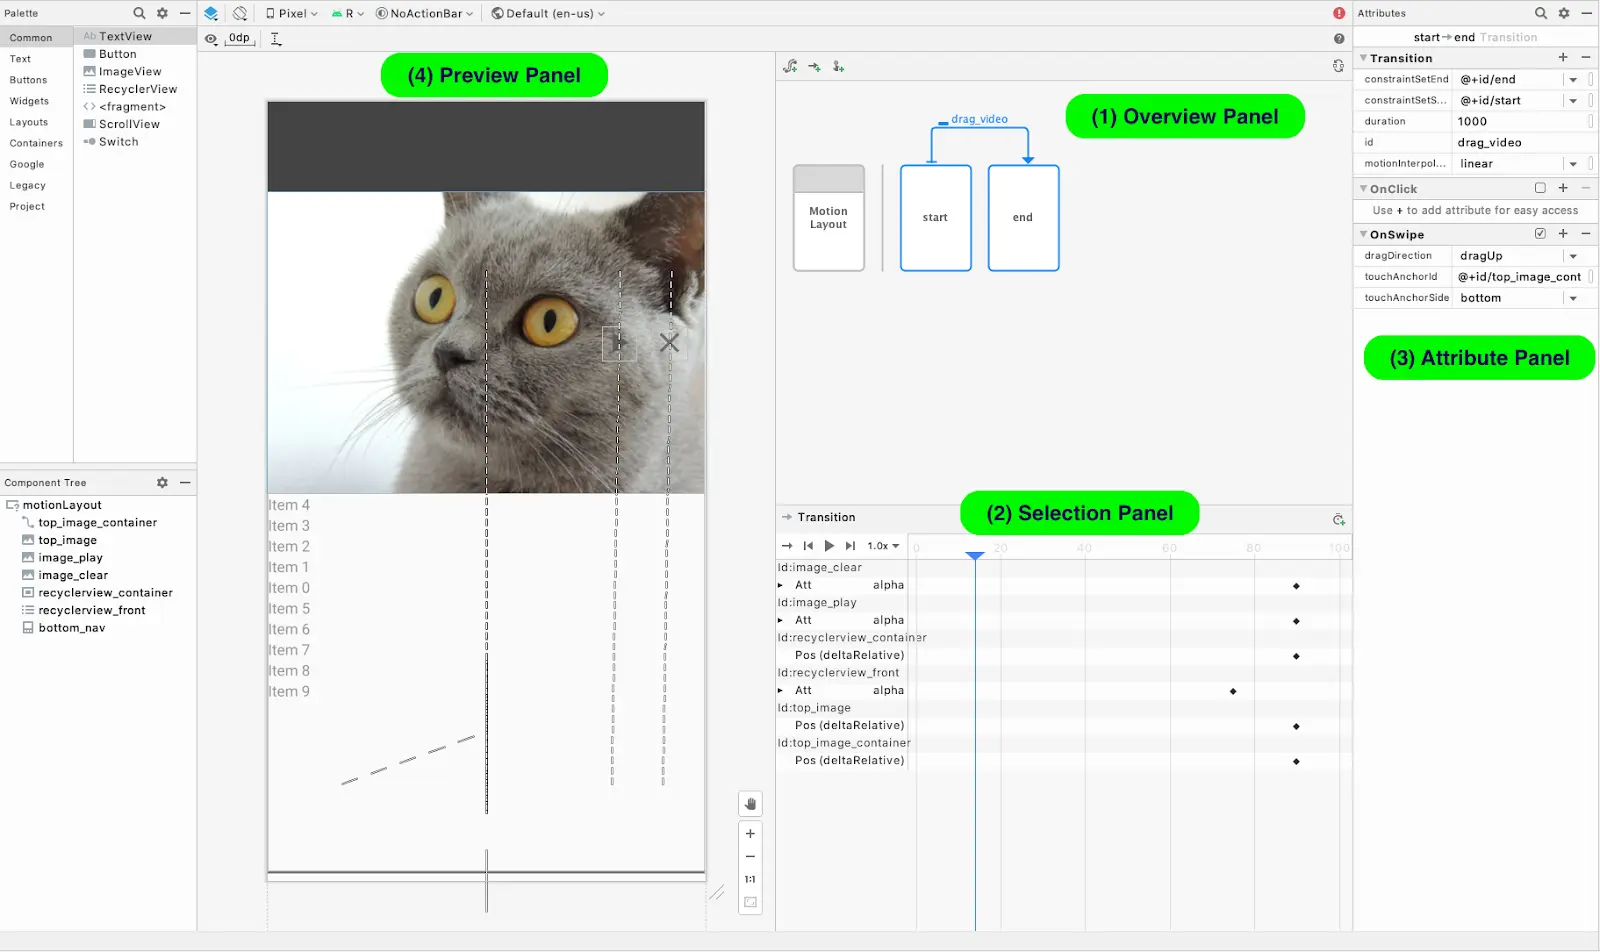 Palette
Pixel
R
NoActionBar
Default (en-us)
Attributes
0dp
Common
Text
Buttons
Widgets
Layouts
Containers
Google
Legacy
Project
Ab TextView
Button
ImageView
RecyclerView
<fragment>
ScrollView
Switch
Component Tree
motionLayout
top_image_container
top_image
image_play
image_clear
recyclerview_container
recyclerview_front
bottom_nav
(4) Preview Panel
Item 4
Item 3
Item 2
Item 1
Item 0
Item 5
Item 6
Item 7
Item 8
Item 9
1:1
(1) Overview Panel
drag_video
Motion
Layout
start
end
(2) Selection Panel
Transition
1.0x
0 20 40 60 80 100
Id:image_clear
Att alpha
Id:image_play
Att alpha
Id:recyclerview_container
Pos (deltaRelative)
Id:recyclerview_front
Att alpha
Id:top_image
Pos (deltaRelative)
Id:top_image_container
Pos (deltaRelative)
start→end Transition
Transition
constraintSetEnd @+id/end
constraintSetS... @+id/start
duration 1000
id drag_video
motionInterpol... linear
OnClick
Use + to add attribute for easy access
OnSwipe
dragDirection dragUp
touchAnchorId @+id/top_image_cont
touchAnchorSide bottom
(3) Attribute Panel